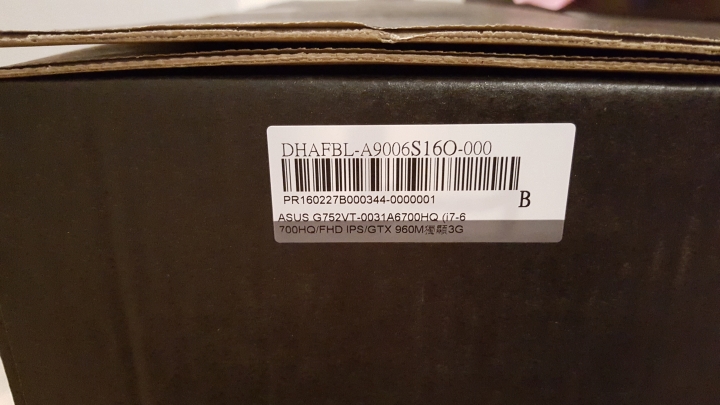 DHAFBL-A9006S16O-000
PR160227B000344-0000001
B
ASUS G752VT-0031A6700HQ (i7-6
700HQ/FHD IPS/GTX 960M獨顯3G